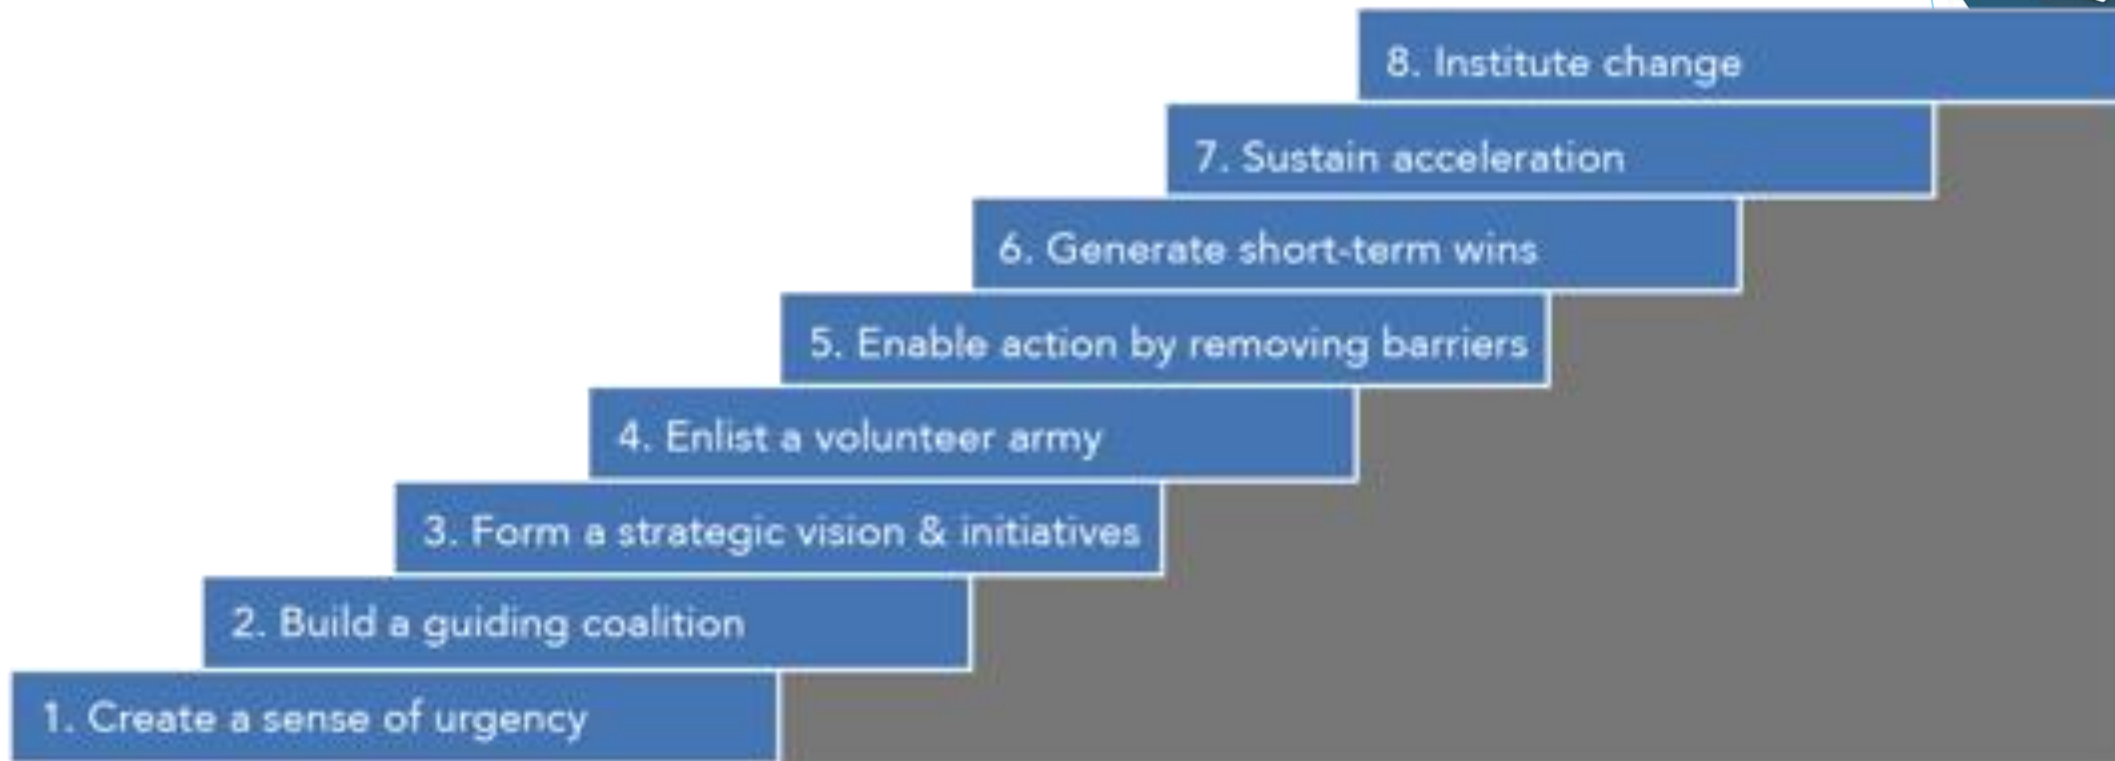 8. Institute change
7. Sustain acceleration
6. Generate short-term wins
5. Enable action by removing barriers
4. Enlist a volunteer army
3. Form a strategic vision & initiatives
2. Build a guiding coalition
1. Create a sense of urgency